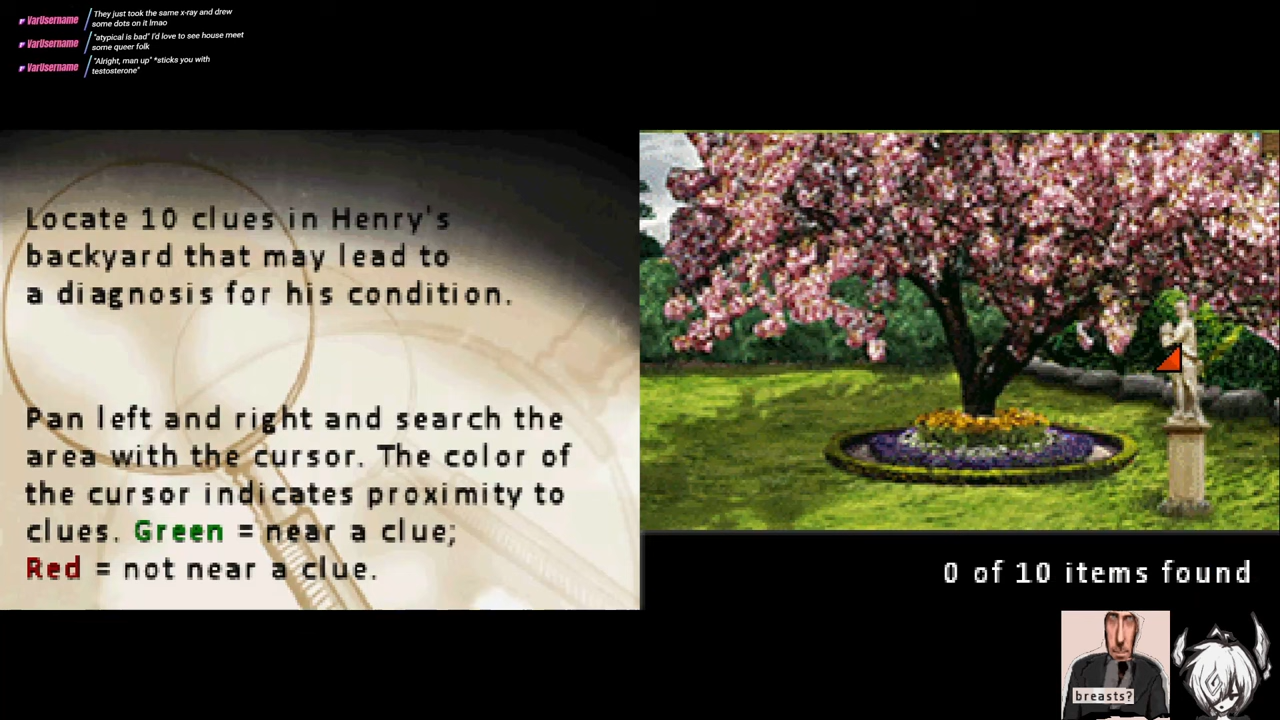 VarUsername They just took the same x-ray and drew
some dots on it lmao
VarUsername "atypical is bad" I'd love to see house meet
some queer folk
VarUsername "Alright, man up" *sticks you with
testosterone"
Locate 10 clues in Henry's
backyard that may lead to
a diagnosis for his condition.
Pan left and right and search the
area with the cursor. The color of
the cursor indicates proximity to
clues. Green = near a clue;
Red = not near a clue.
0 of 10 items found
breasts?